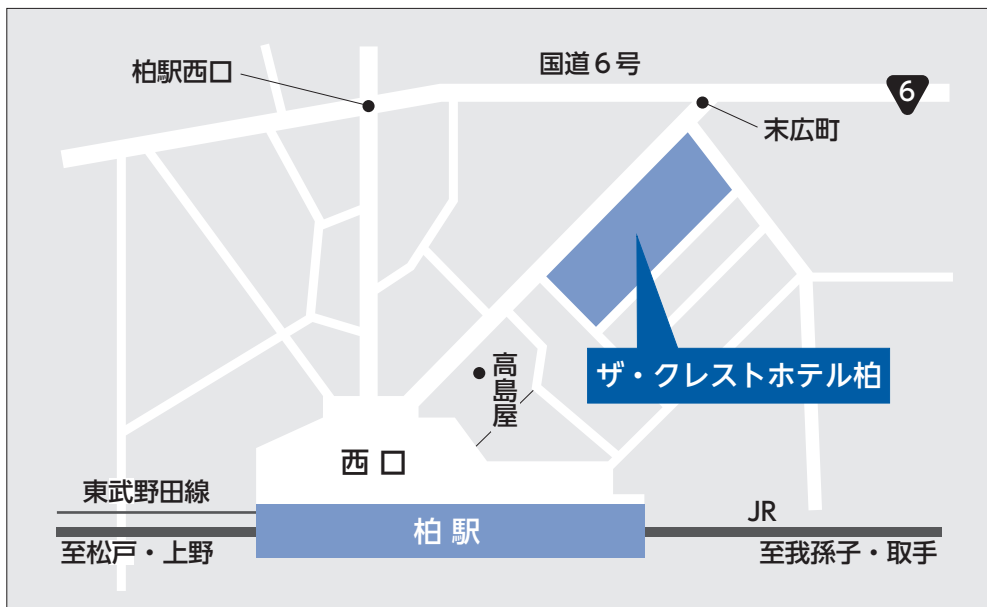 国道6号
柏駅西口
6
末広町
高島屋
ザ・クレストホテル柏
西口
東武野田線
JR
柏駅
至松戸・上野
至我孫子・取手